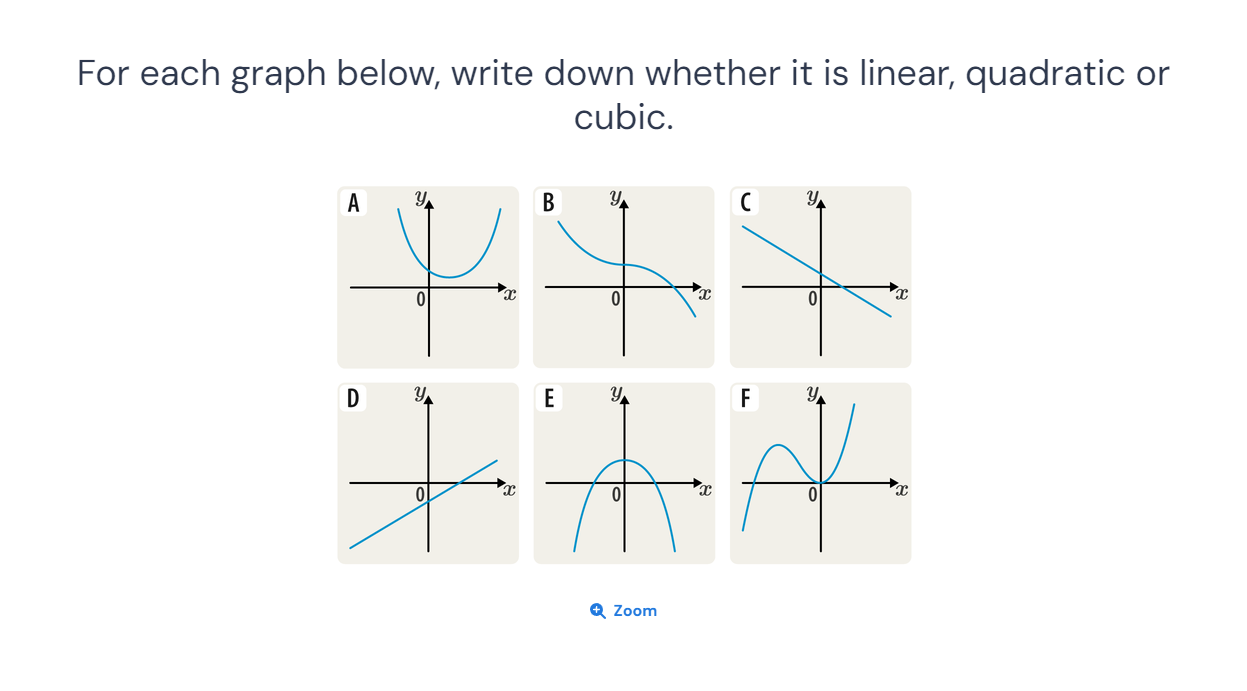 For each graph below, write down whether it is linear, quadratic or
cubic.
A y 0 x
B y 0 x
C y 0 x
D y 0 x
E y 0 x
F y 0 x
Zoom